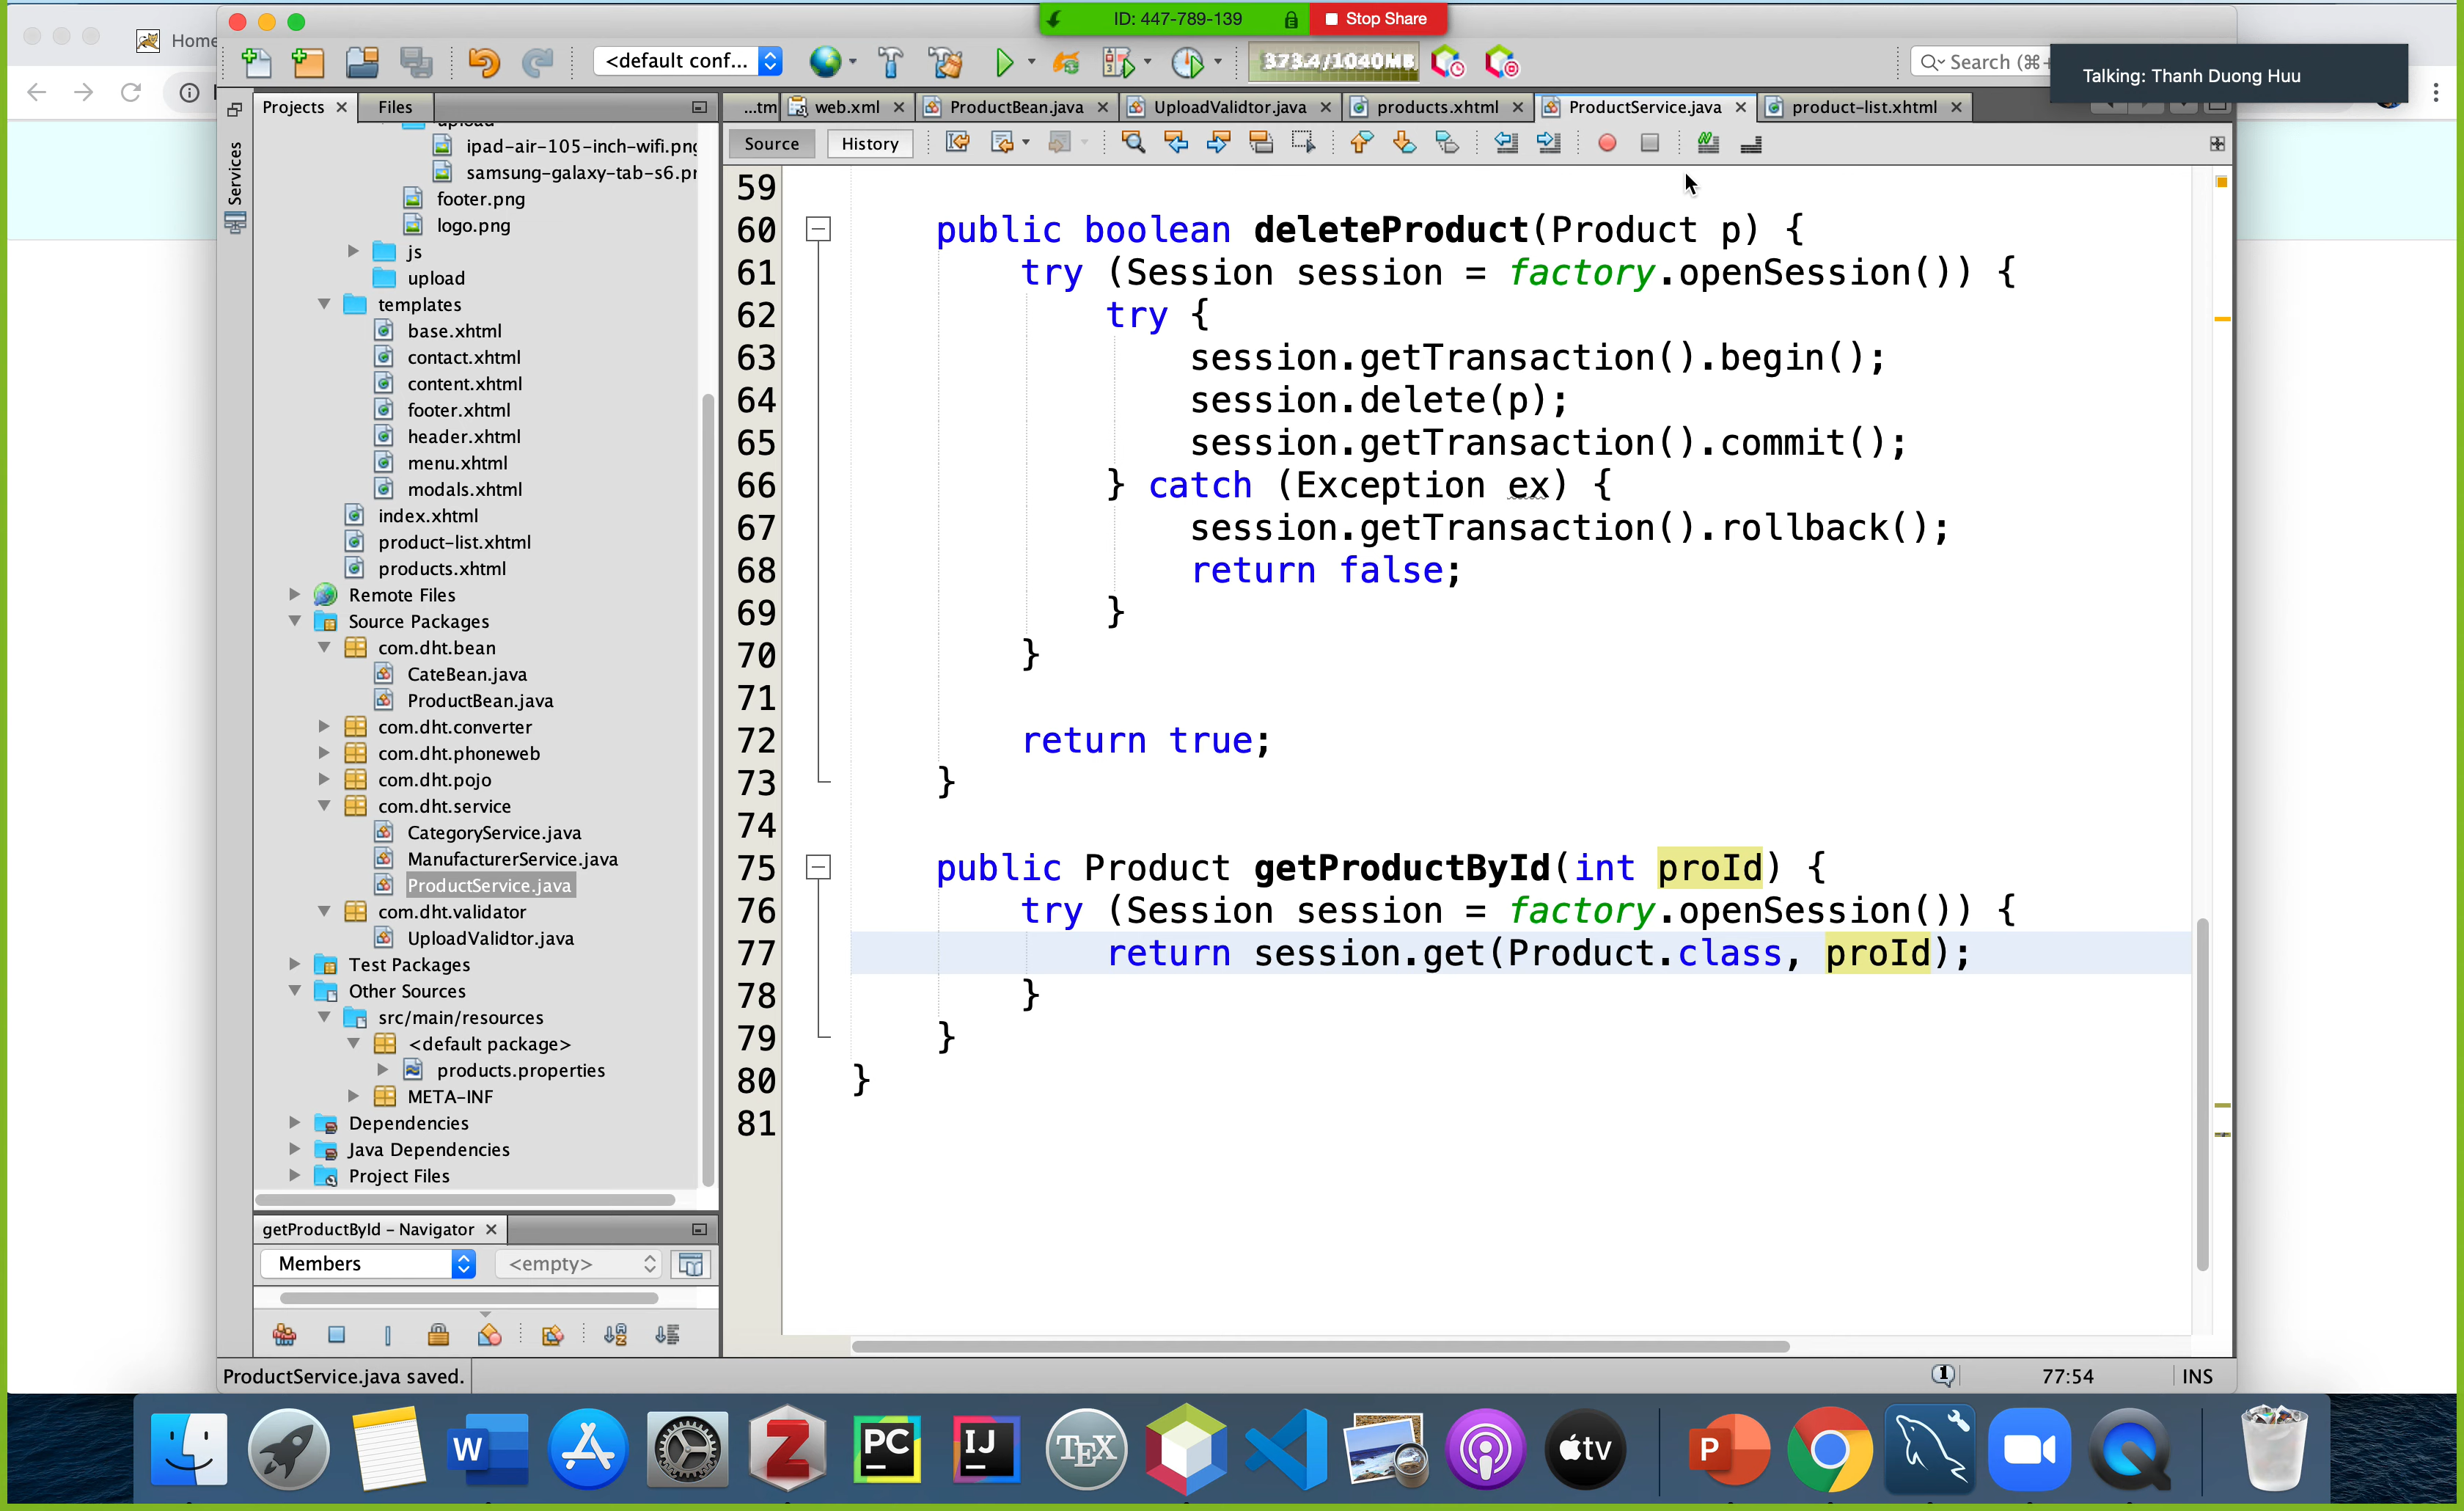 ID: 447-789-139
Stop Share
Home
<default conf...
373.4/1040MB
Search (⌘+
Talking: Thanh Duong Huu
Projects
Files
...tm
web.xml
ProductBean.java
UploadValidtor.java
products.xhtml
ProductService.java
product-list.xhtml
Source
History
Services
upload
ipad-air-105-inch-wifi.png
samsung-galaxy-tab-s6.pr
footer.png
logo.png
js
upload
templates
base.xhtml
contact.xhtml
content.xhtml
footer.xhtml
header.xhtml
menu.xhtml
modals.xhtml
index.xhtml
product-list.xhtml
products.xhtml
Remote Files
Source Packages
com.dht.bean
CateBean.java
ProductBean.java
com.dht.converter
com.dht.phoneweb
com.dht.pojo
com.dht.service
CategoryService.java
ManufacturerService.java
ProductService.java
com.dht.validator
UploadValidtor.java
Test Packages
Other Sources
src/main/resources
<default package>
products.properties
META-INF
Dependencies
Java Dependencies
Project Files
getProductById - Navigator
Members
<empty>
59
60 public boolean deleteProduct(Product p) {
61 try (Session session = factory.openSession()) {
62 try {
63 session.getTransaction().begin();
64 session.delete(p);
65 session.getTransaction().commit();
66 } catch (Exception ex) {
67 session.getTransaction().rollback();
68 return false;
69 }
70 }
71
72 return true;
73 }
74
75 public Product getProductById(int proId) {
76 try (Session session = factory.openSession()) {
77 return session.get(Product.class, proId);
78 }
79 }
80 }
81
ProductService.java saved.
1
77:54
INS
W
Z
PC
IJ
TEX
tv
P